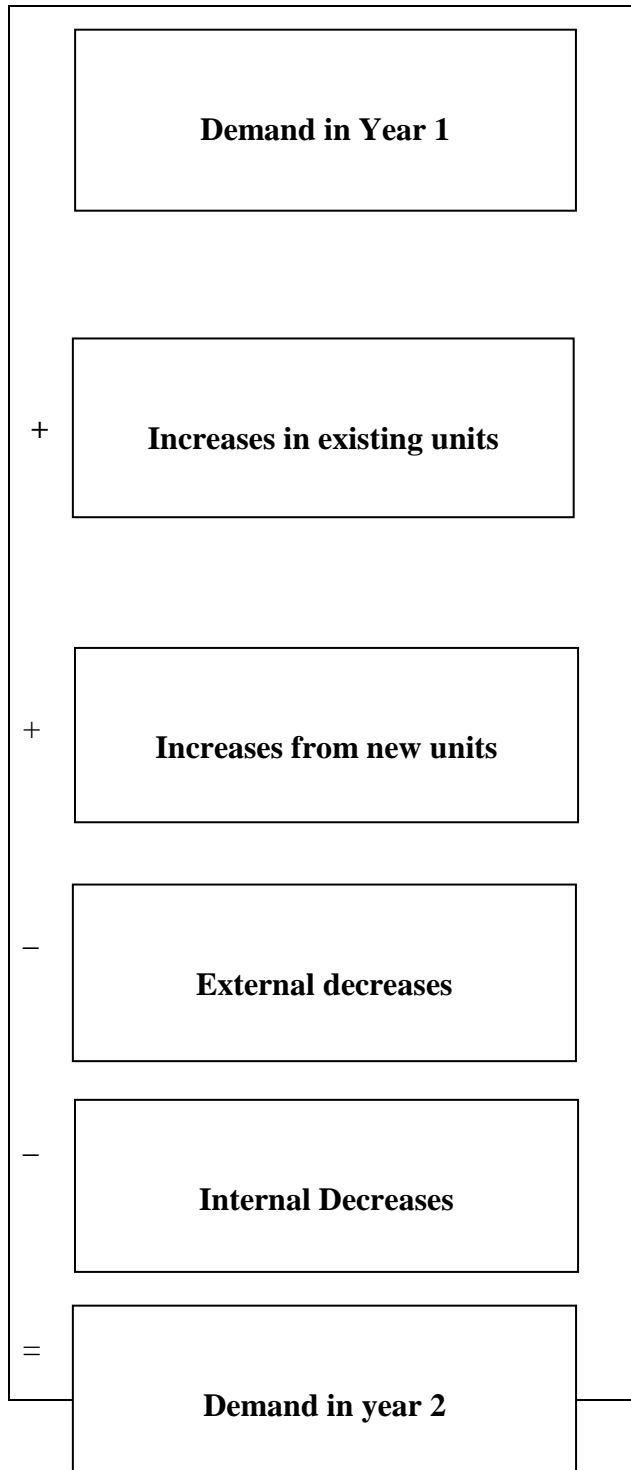 Demand in Year 1
+ Increases in existing units
+ Increases from new units
– External decreases
– Internal Decreases
= Demand in year 2